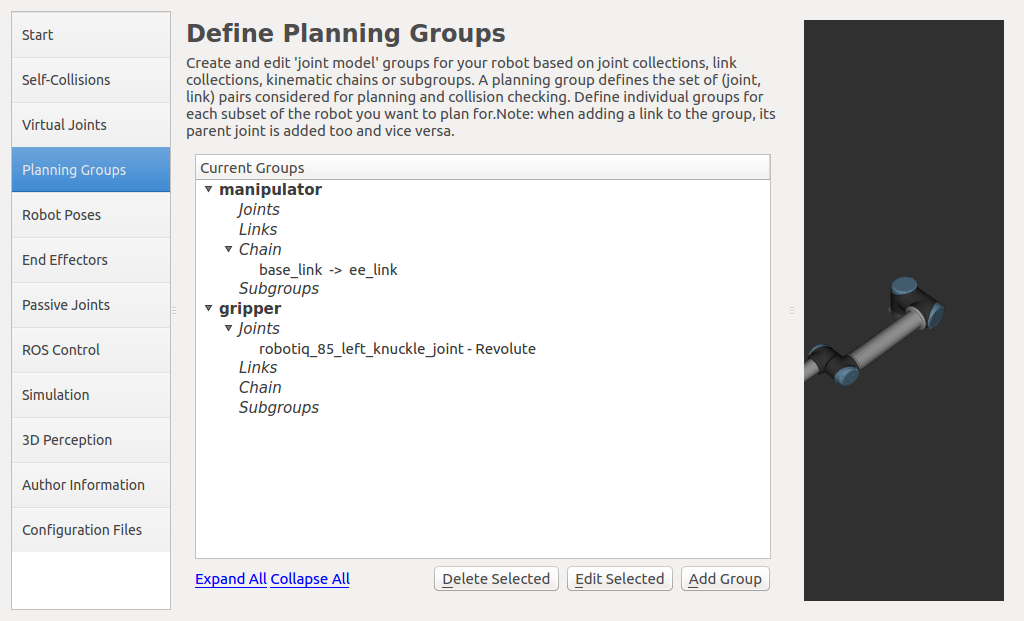 Start
Self-Collisions
Virtual Joints
Planning Groups
Robot Poses
End Effectors
Passive Joints
ROS Control
Simulation
3D Perception
Author Information
Configuration Files
Define Planning Groups
Create and edit 'joint model' groups for your robot based on joint collections, link
collections, kinematic chains or subgroups. A planning group defines the set of (joint,
link) pairs considered for planning and collision checking. Define individual groups for
each subset of the robot you want to plan for.Note: when adding a link to the group, its
parent joint is added too and vice versa.
Current Groups
manipulator
Joints
Links
Chain
base_link -> ee_link
Subgroups
gripper
Joints
robotiq_85_left_knuckle_joint - Revolute
Links
Chain
Subgroups
Expand All Collapse All
Delete Selected
Edit Selected
Add Group